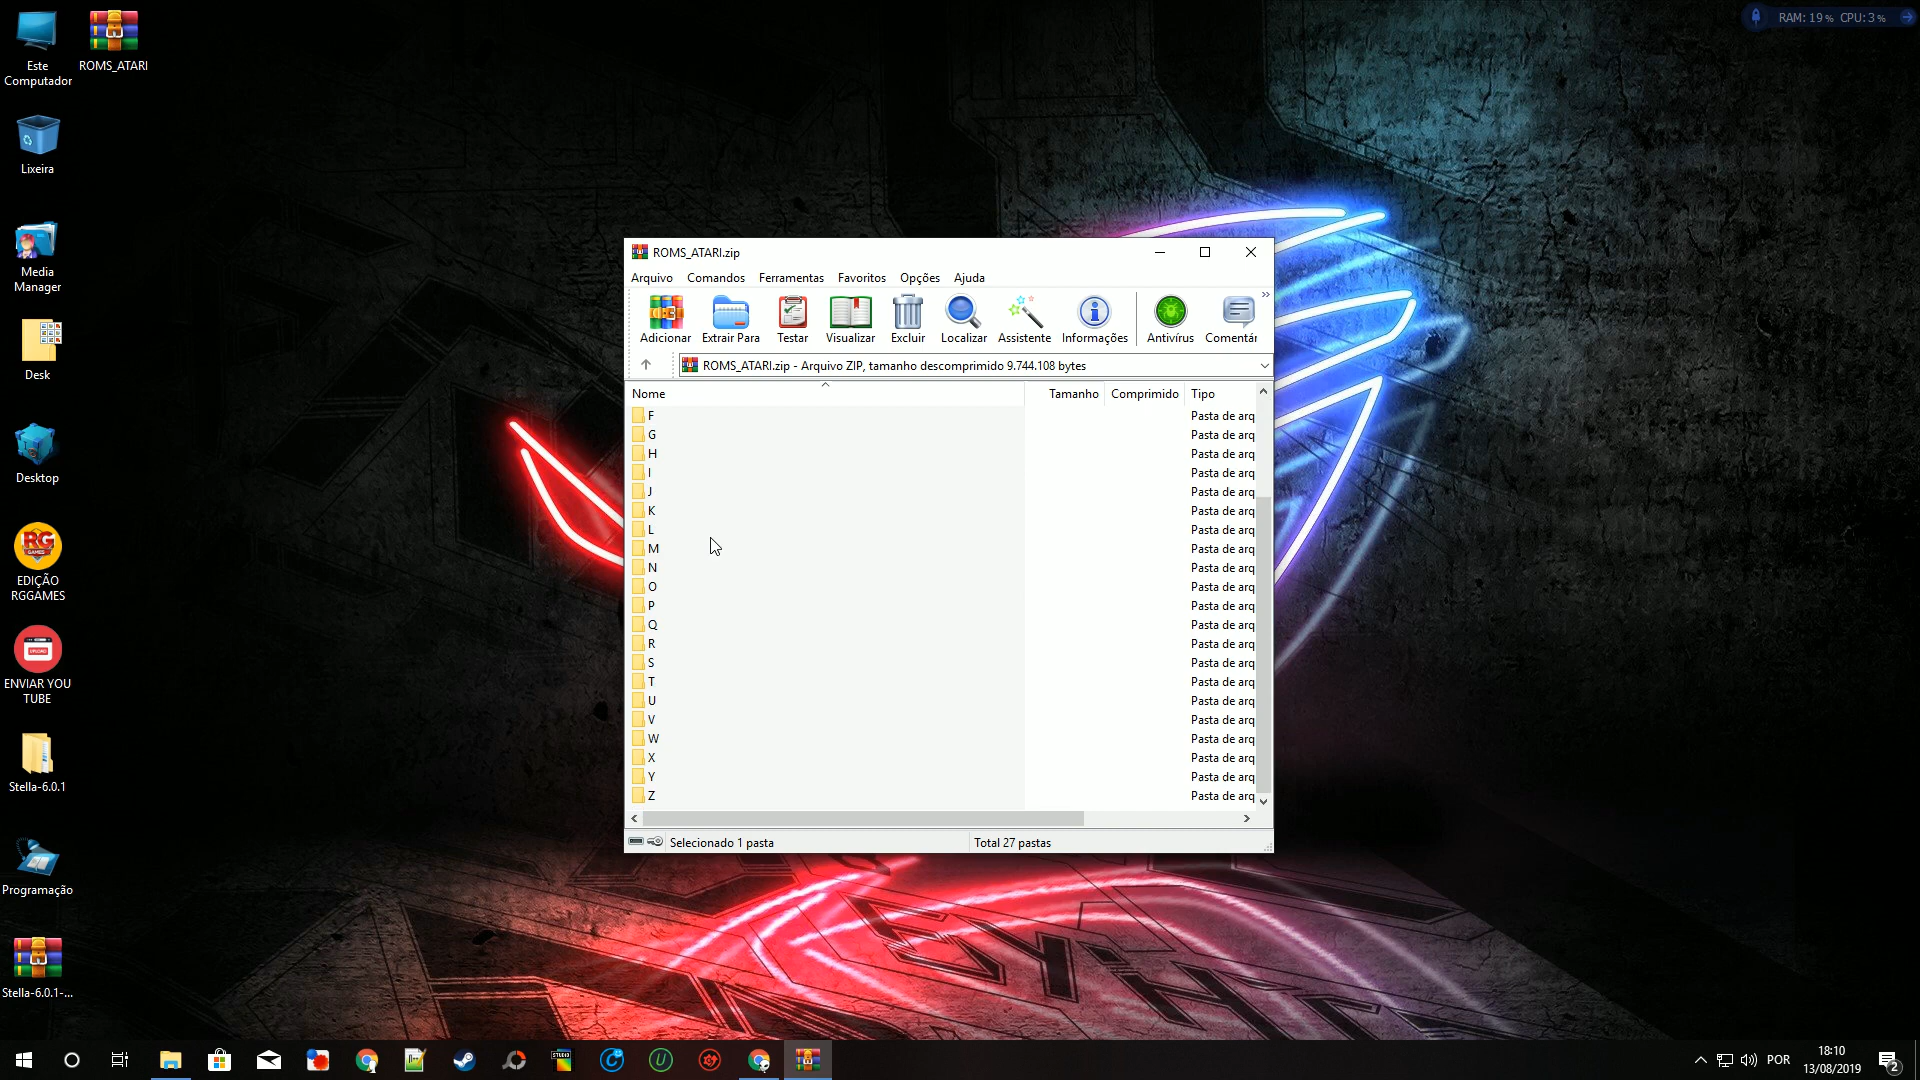 Este
Computador
ROMS_ATARI
Lixeira
Media
Manager
Desk
Desktop
RG
GAMES
EDIÇÃO
RGGAMES
UPLOAD
ENVIAR YOU
TUBE
Stella-6.0.1
Programação
Stella-6.0.1-...
RAM: 19 % CPU: 3 %
ROMS_ATARI.zip
Arquivo Comandos Ferramentas Favoritos Opções Ajuda
Adicionar Extrair Para Testar Visualizar Excluir Localizar Assistente Informações Antivírus Comentár
ROMS_ATARI.zip - Arquivo ZIP, tamanho descomprimido 9.744.108 bytes
Nome Tamanho Comprimido Tipo
F Pasta de arq
G Pasta de arq
H Pasta de arq
I Pasta de arq
J Pasta de arq
K Pasta de arq
L Pasta de arq
M Pasta de arq
N Pasta de arq
O Pasta de arq
P Pasta de arq
Q Pasta de arq
R Pasta de arq
S Pasta de arq
T Pasta de arq
U Pasta de arq
V Pasta de arq
W Pasta de arq
X Pasta de arq
Y Pasta de arq
Z Pasta de arq
Selecionado 1 pasta Total 27 pastas
STUDIO
POR
18:10
13/08/2019
2